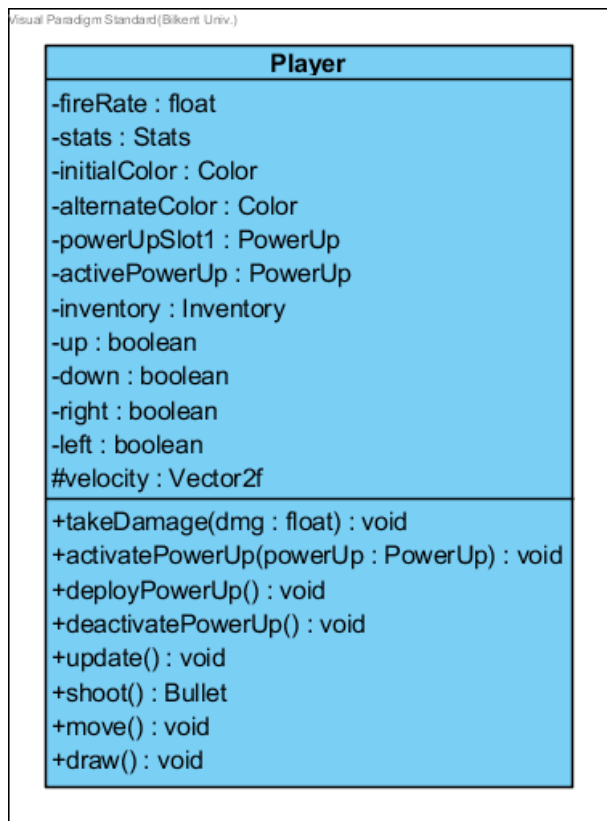 Visual Paradigm Standard(Bilkent Univ.)
Player
-fireRate : float
-stats : Stats
-initialColor : Color
-alternateColor : Color
-powerUpSlot1 : PowerUp
-activePowerUp : PowerUp
-inventory : Inventory
-up : boolean
-down : boolean
-right : boolean
-left : boolean
#velocity : Vector2f
+takeDamage(dmg : float) : void
+activatePowerUp(powerUp : PowerUp) : void
+deployPowerUp() : void
+deactivatePowerUp() : void
+update() : void
+shoot() : Bullet
+move() : void
+draw() : void